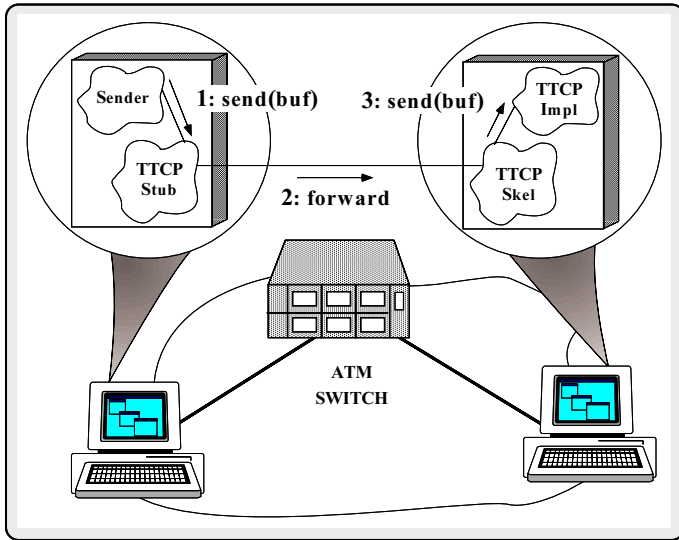 Sender
1: send(buf)
TTCP
Stub
2: forward
3: send(buf)
TTCP
Impl
TTCP
Skel
ATM
SWITCH